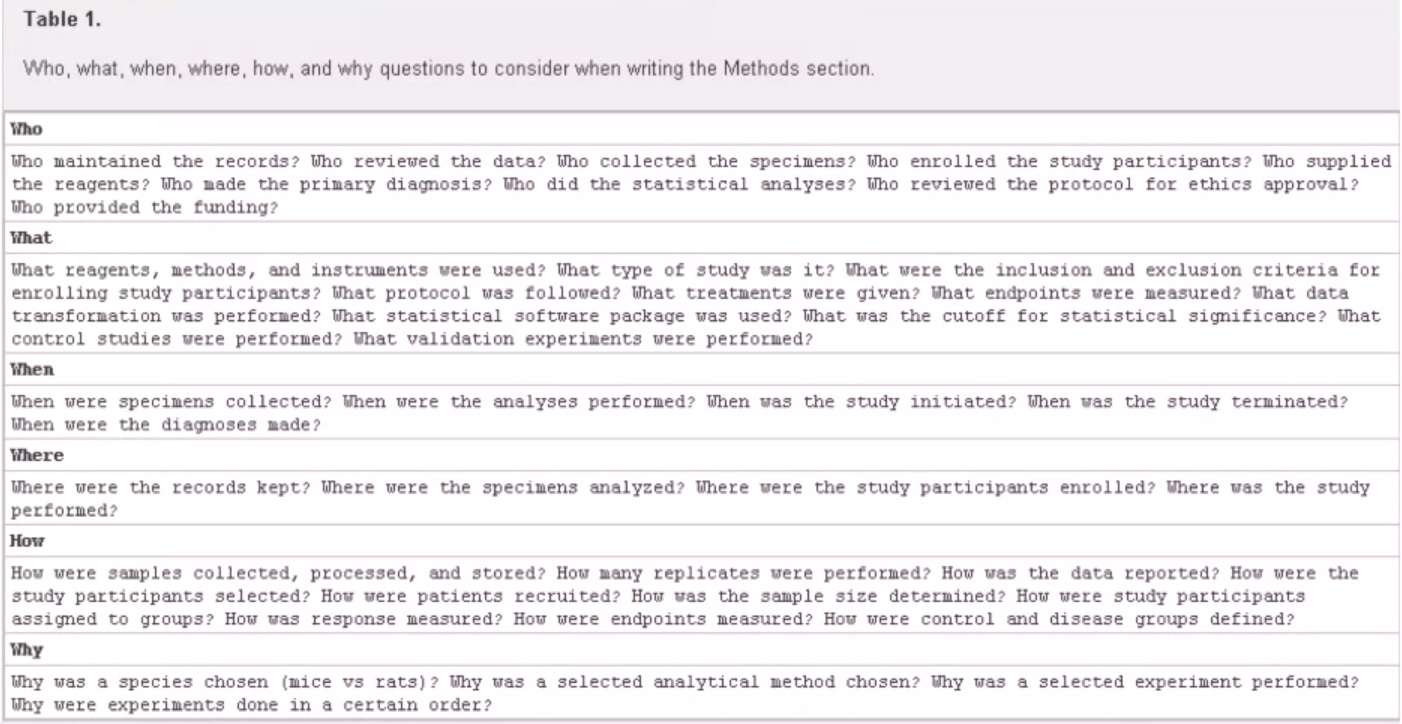 Table 1.
Who, what, when, where, how, and why questions to consider when writing the Methods section.
Who
Who maintained the records? Who reviewed the data? Who collected the specimens? Who enrolled the study participants? Who supplied
the reagents? Who made the primary diagnosis? Who did the statistical analyses? Who reviewed the protocol for ethics approval?
Who provided the funding?
What
What reagents, methods, and instruments were used? What type of study was it? What were the inclusion and exclusion criteria for
enrolling study participants? What protocol was followed? What treatments were given? What endpoints were measured? What data
transformation was performed? What statistical software package was used? What was the cutoff for statistical significance? What
control studies were performed? What validation experiments were performed?
When
When were specimens collected? When were the analyses performed? When was the study initiated? When was the study terminated?
When were the diagnoses made?
Where
Where were the records kept? Where were the specimens analyzed? Where were the study participants enrolled? Where was the study
performed?
How
How were samples collected, processed, and stored? How many replicates were performed? How was the data reported? How were the
study participants selected? How were patients recruited? How was the sample size determined? How were study participants
assigned to groups? How was response measured? How were endpoints measured? How were control and disease groups defined?
Why
Why was a species chosen (mice vs rats)? Why was a selected analytical method chosen? Why was a selected experiment performed?
Why were experiments done in a certain order?